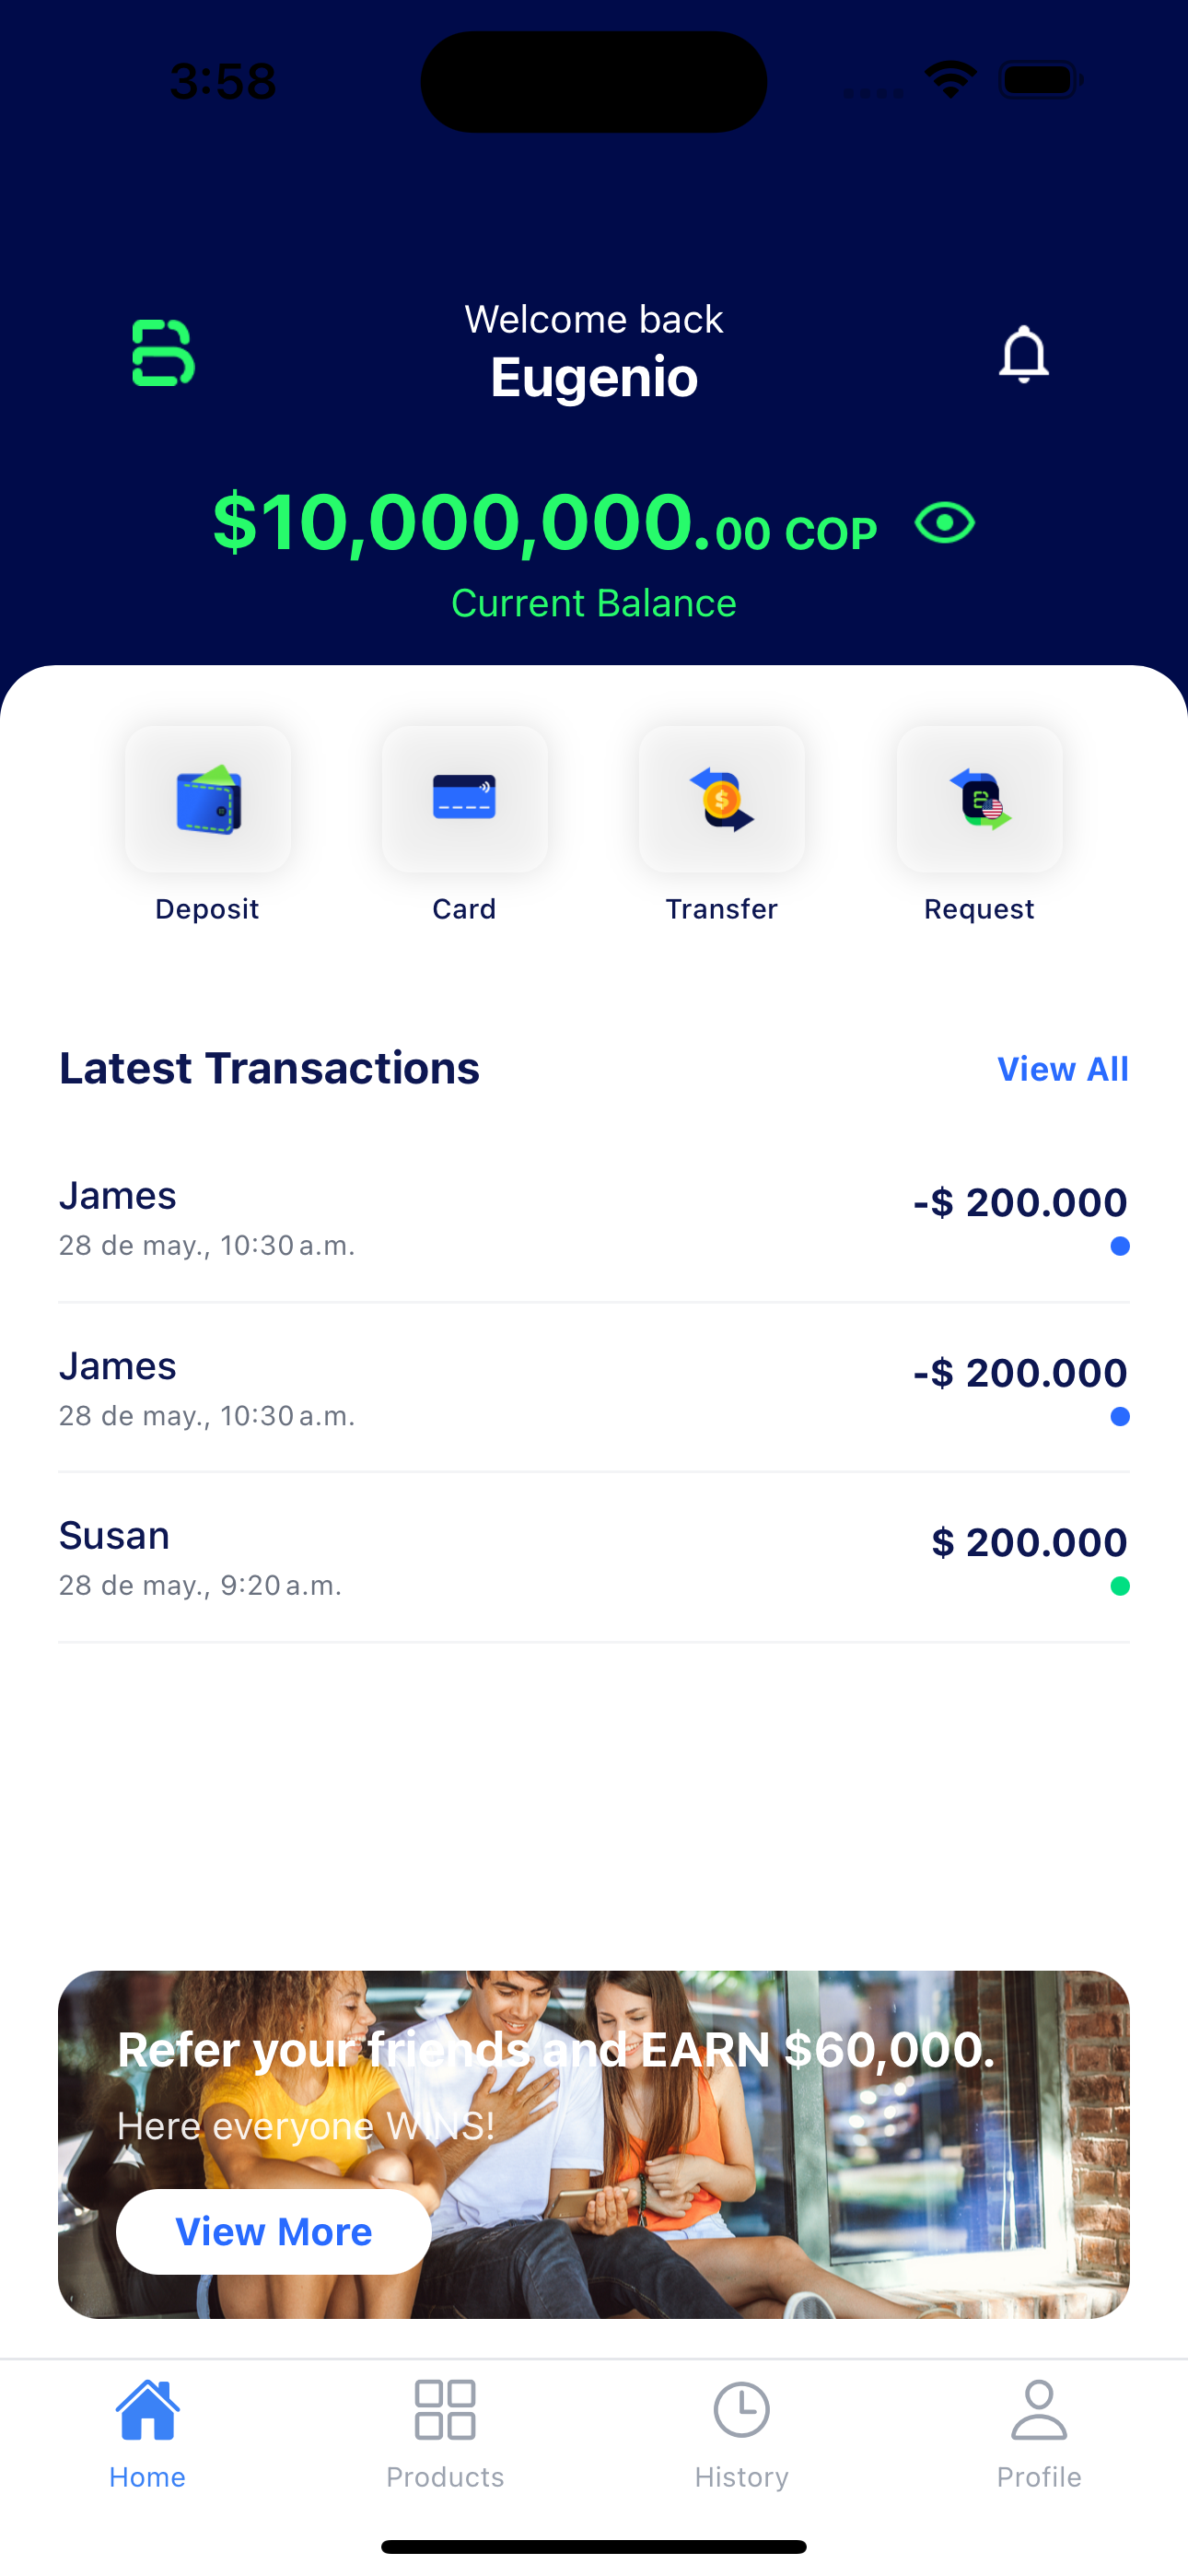 3:58
Welcome back
Eugenio
$10,000,000.00 COP
Current Balance
Deposit
Card
Transfer
Request
Latest Transactions
View All
James
-$ 200.000
28 de may., 10:30 a.m.
James
-$ 200.000
28 de may., 10:30 a.m.
Susan
$ 200.000
28 de may., 9:20 a.m.
Refer your friends and EARN $60,000.
Here everyone WINS!
View More
Home
Products
History
Profile